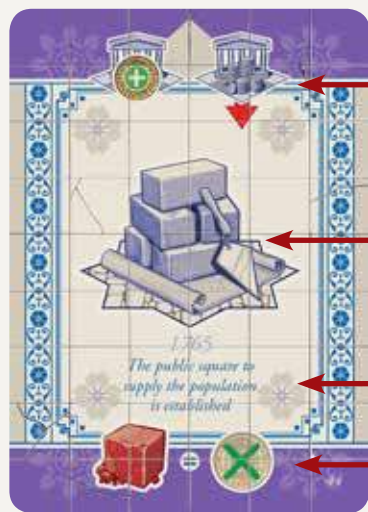 1765
The public square to
supply the population
is established